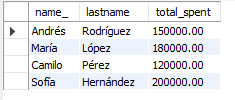 name_ lastname total_spent
Andrés Rodríguez 150000.00
María López 180000.00
Camilo Pérez 120000.00
Sofía Hernández 200000.00